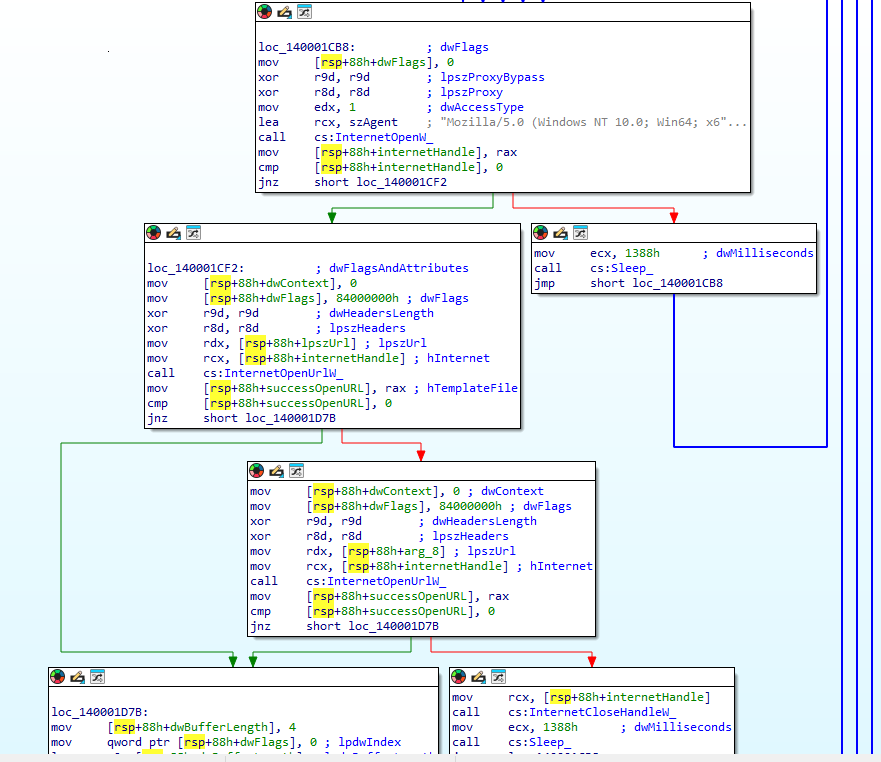 loc_140001CB8: ; dwFlags
mov [rsp+88h+dwFlags], 0
xor r9d, r9d ; lpszProxyBypass
xor r8d, r8d ; lpszProxy
mov edx, 1 ; dwAccessType
lea rcx, szAgent ; "Mozilla/5.0 (Windows NT 10.0; Win64; x6"...
call cs:InternetOpenW_
mov [rsp+88h+internetHandle], rax
cmp [rsp+88h+internetHandle], 0
jnz short loc_140001CF2
loc_140001CF2: ; dwFlagsAndAttributes
mov [rsp+88h+dwContext], 0
mov [rsp+88h+dwFlags], 84000000h ; dwFlags
xor r9d, r9d ; dwHeadersLength
xor r8d, r8d ; lpszHeaders
mov rdx, [rsp+88h+lpszUrl] ; lpszUrl
mov rcx, [rsp+88h+internetHandle] ; hInternet
call cs:InternetOpenUrlW_
mov [rsp+88h+successOpenURL], rax ; hTemplateFile
cmp [rsp+88h+successOpenURL], 0
jnz short loc_140001D7B
mov ecx, 1388h ; dwMilliseconds
call cs:Sleep_
jmp short loc_140001CB8
mov [rsp+88h+dwContext], 0 ; dwContext
mov [rsp+88h+dwFlags], 84000000h ; dwFlags
xor r9d, r9d ; dwHeadersLength
xor r8d, r8d ; lpszHeaders
mov rdx, [rsp+88h+arg_8] ; lpszUrl
mov rcx, [rsp+88h+internetHandle] ; hInternet
call cs:InternetOpenUrlW_
mov [rsp+88h+successOpenURL], rax
cmp [rsp+88h+successOpenURL], 0
jnz short loc_140001D7B
loc_140001D7B:
mov [rsp+88h+dwBufferLength], 4
mov qword ptr [rsp+88h+dwFlags], 0 ; lpdwIndex
mov rcx, [rsp+88h+internetHandle]
call cs:InternetCloseHandleW_
mov ecx, 1388h ; dwMilliseconds
call cs:Sleep_